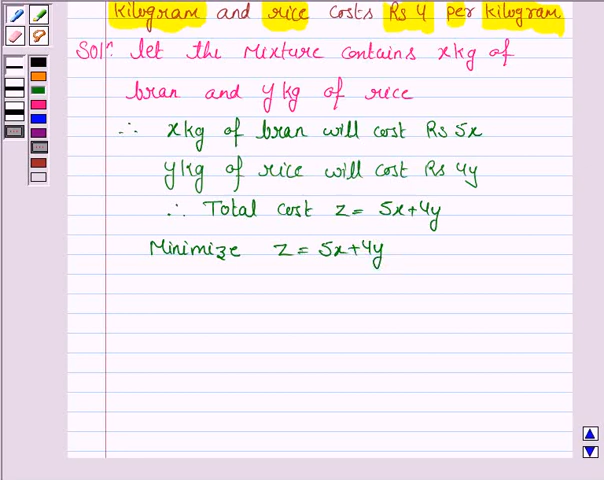 kilogram and rice costs Rs 4 per kilogram
Soln. let the Mixture contains x kg of
bran and y kg of rice
∴ x kg of bran will cost Rs 5x
y kg of rice will cost Rs 4y
∴ Total cost z = 5x+4y
Minimize z = 5x+4y